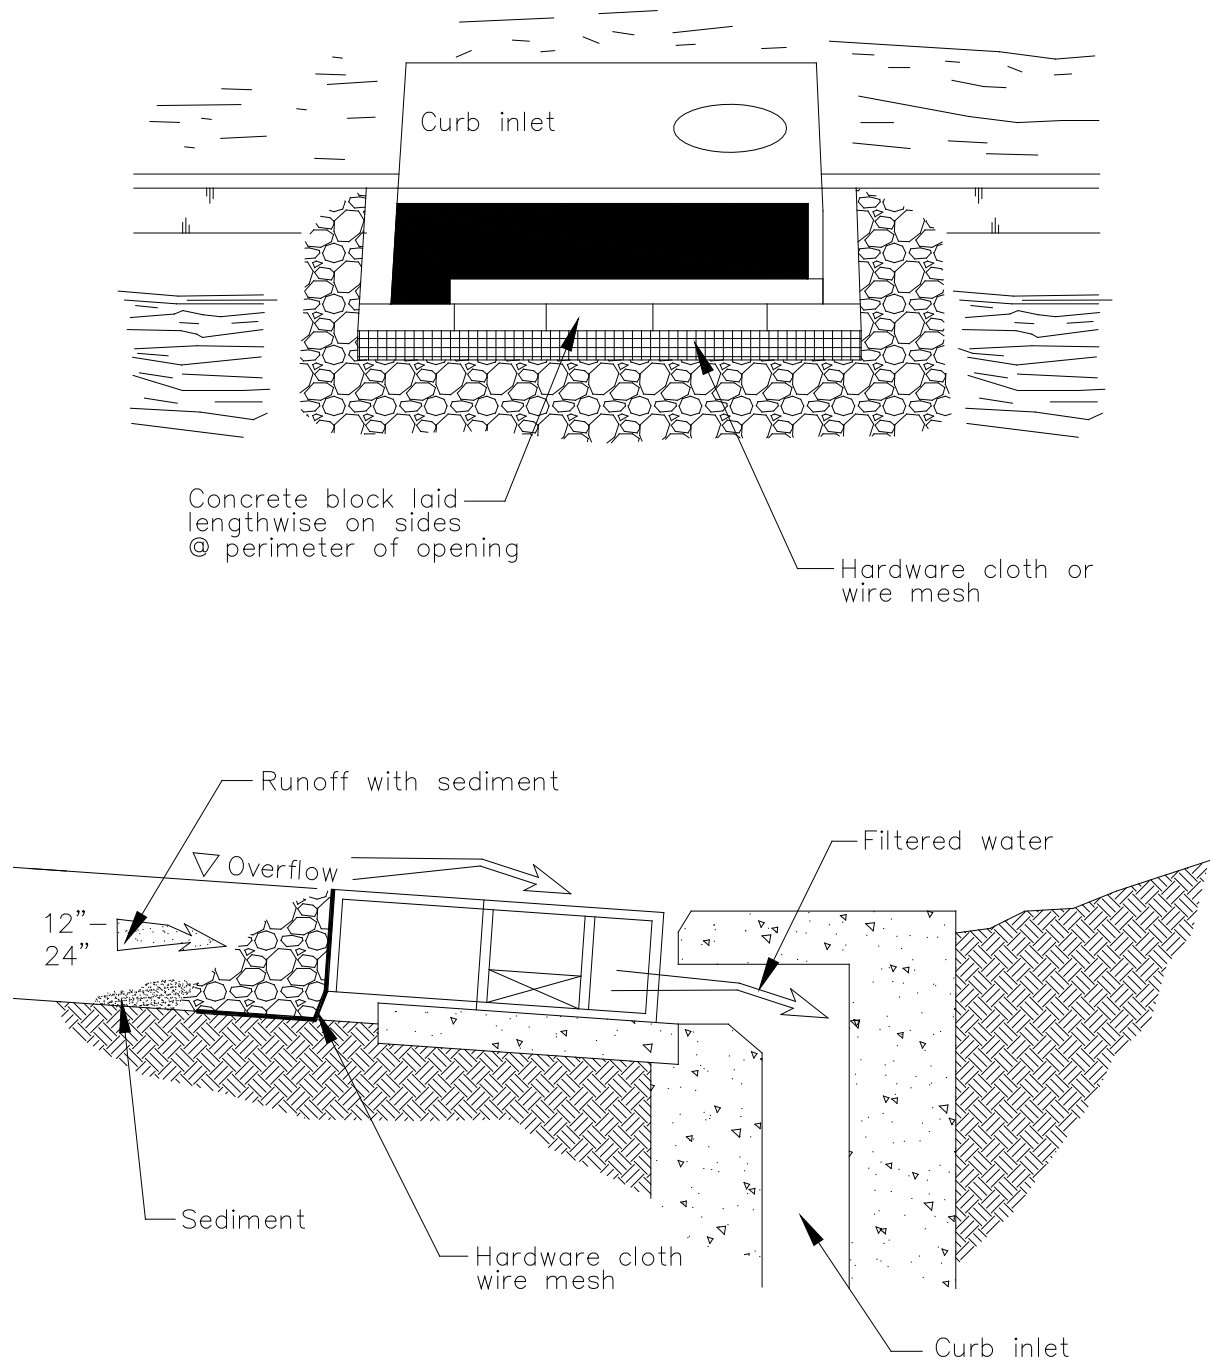 Curb inlet
Concrete block laid
lengthwise on sides
@ perimeter of opening
Hardware cloth or
wire mesh
Runoff with sediment
Overflow
Filtered water
12"–
24"
Sediment
Hardware cloth
wire mesh
Curb inlet